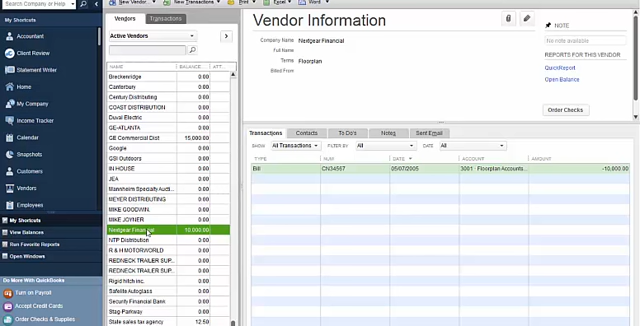 Search Company or Help
New Vendor...
New Transactions
Print
Excel
Word
My Shortcuts
Accountant
Client Review
Statement Writer
Home
My Company
Income Tracker
Calendar
Snapshots
Customers
Vendors
Employees
My Shortcuts
View Balances
Run Favorite Reports
Open Windows
Do More With QuickBooks
Turn on Payroll
Accept Credit Cards
Order Checks & Supplies
Vendors
Transactions
Active Vendors
NAME BALANCE... ATT...
Breckenridge 0.00
Canterbury 0.00
Century Distributing 0.00
COAST DISTRIBUTION 0.00
Duval Electric 0.00
GE-ATLANTA 0.00
GE Commercial Dist 15,000.00
Google 0.00
GSI Outdoors 0.00
IN HOUSE 0.00
JEA 0.00
Mannheim Specialty Aucti... 0.00
MEYER DISTRIBUTING 0.00
MIKE GOODWIN 0.00
MIKE JOYNER 0.00
Nextgear Financial 10,000.00
NTP Distribution 0.00
R & H MOTORWORLD 0.00
REDNECK TRAILER SUP... 0.00
REDNECK TRAILER SUP... 0.00
Rigid hitch inc. 0.00
Safelite Autoglass 0.00
Security Financial Bank 0.00
Stag Parkway 0.00
State sales tax agency 12.50
Vendor Information
Company Name Nextgear Financial
Full Name
Terms Floorplan
Billed From
NOTE
No note available
REPORTS FOR THIS VENDOR
QuickReport
Open Balance
Order Checks
Transactions
Contacts
To Do's
Notes
Sent Email
SHOW All Transactions FILTER BY All DATE All
TYPE NUM DATE ACCOUNT AMOUNT
Bill CN34567 05/07/2005 3001 · Floorplan Accounts... -10,000.00